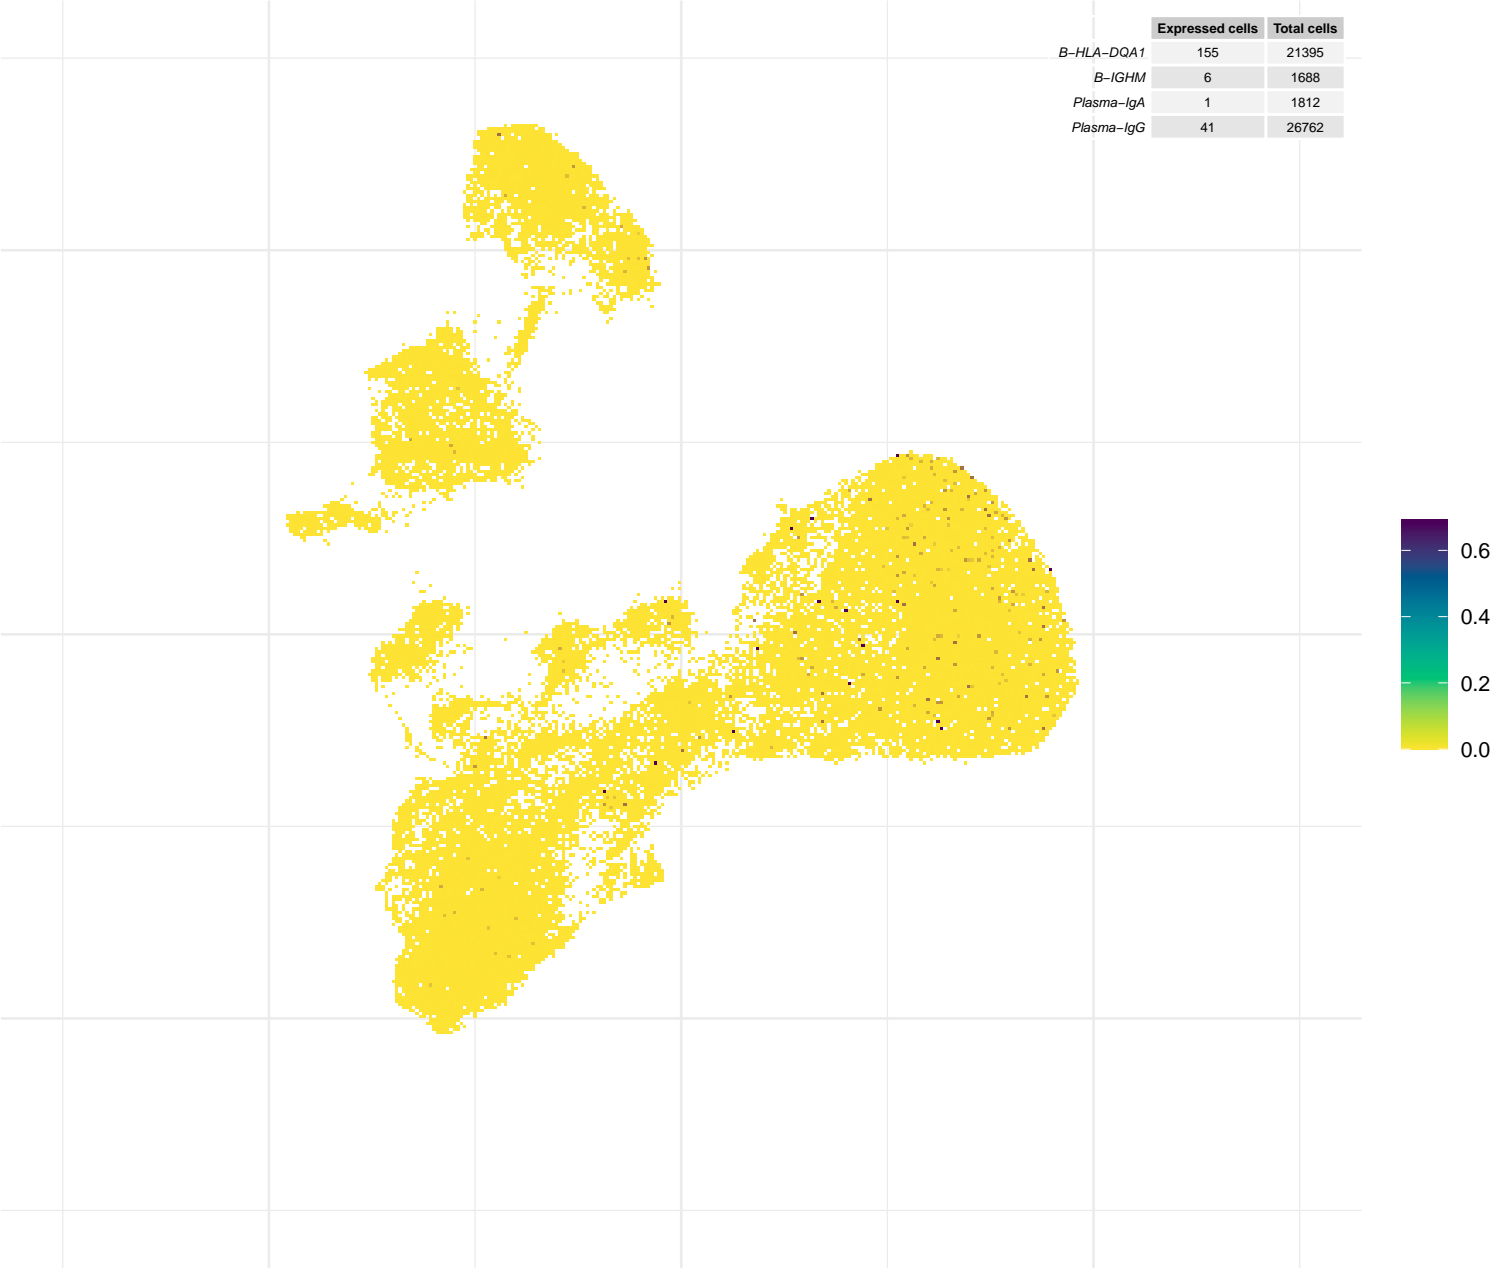 Expressed cells Total cells
B−HLA−DQA1 155 21395
B−IGHM 6 1688
Plasma−IgA 1 1812
Plasma−IgG 41 26762
0.6
0.4
0.2
0.0